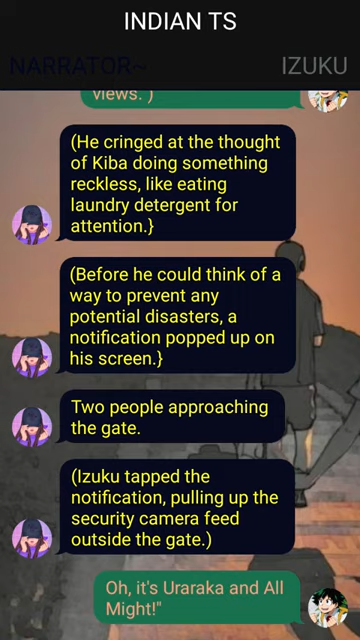 INDIAN TS
NARRATOR~
IZUKU
views. )
(He cringed at the thought
of Kiba doing something
reckless, like eating
laundry detergent for
attention.}
(Before he could think of a
way to prevent any
potential disasters, a
notification popped up on
his screen.}
Two people approaching
the gate.
(Izuku tapped the
notification, pulling up the
security camera feed
outside the gate.)
Oh, it's Uraraka and All
Might!"